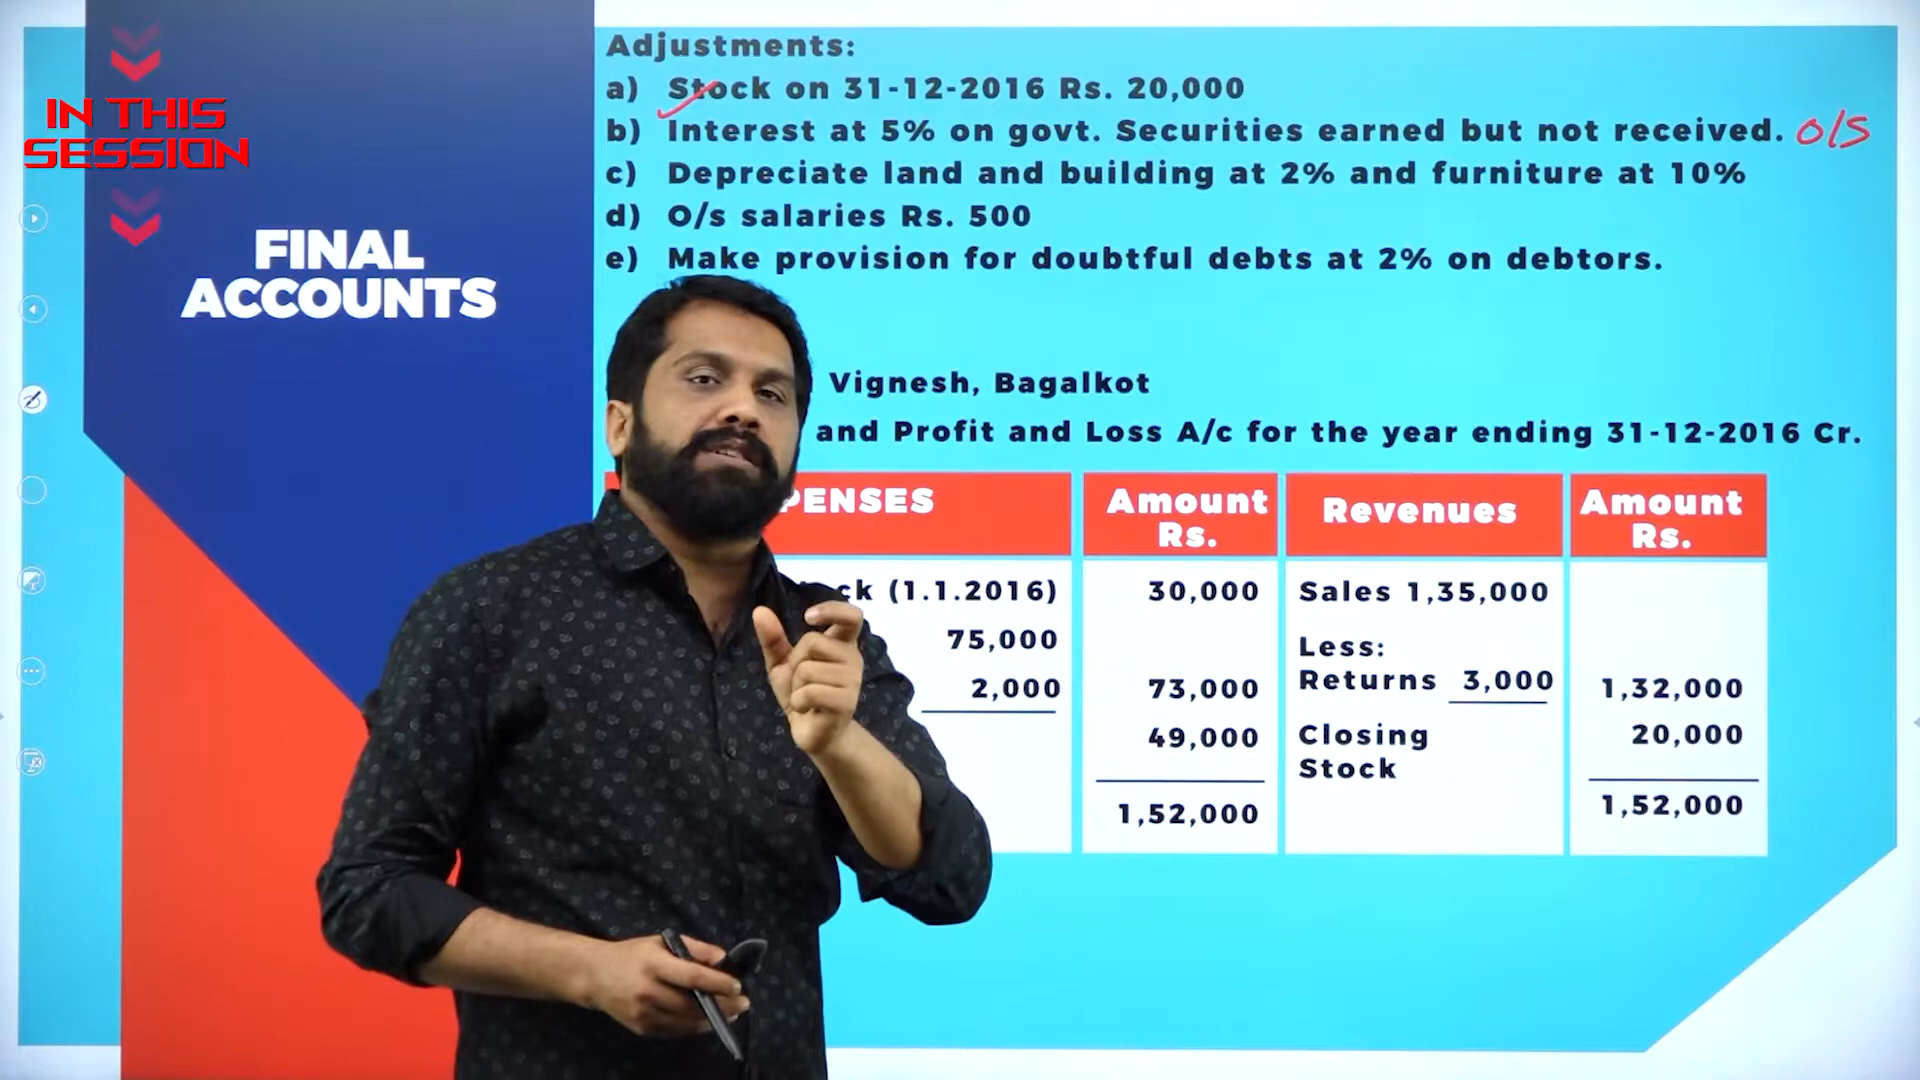 IN THIS
SESSION
FINAL
ACCOUNTS
Adjustments:
a) Stock on 31-12-2016 Rs. 20,000
b) Interest at 5% on govt. Securities earned but not received. O/S
c) Depreciate land and building at 2% and furniture at 10%
d) O/s salaries Rs. 500
e) Make provision for doubtful debts at 2% on debtors.
Vignesh, Bagalkot
and Profit and Loss A/c for the year ending 31-12-2016 Cr.
PENSES Amount Rs. Revenues Amount Rs.
ck (1.1.2016) 30,000 Sales 1,35,000
75,000 Less:
2,000 73,000 Returns 3,000 1,32,000
49,000 Closing Stock 20,000
1,52,000 1,52,000